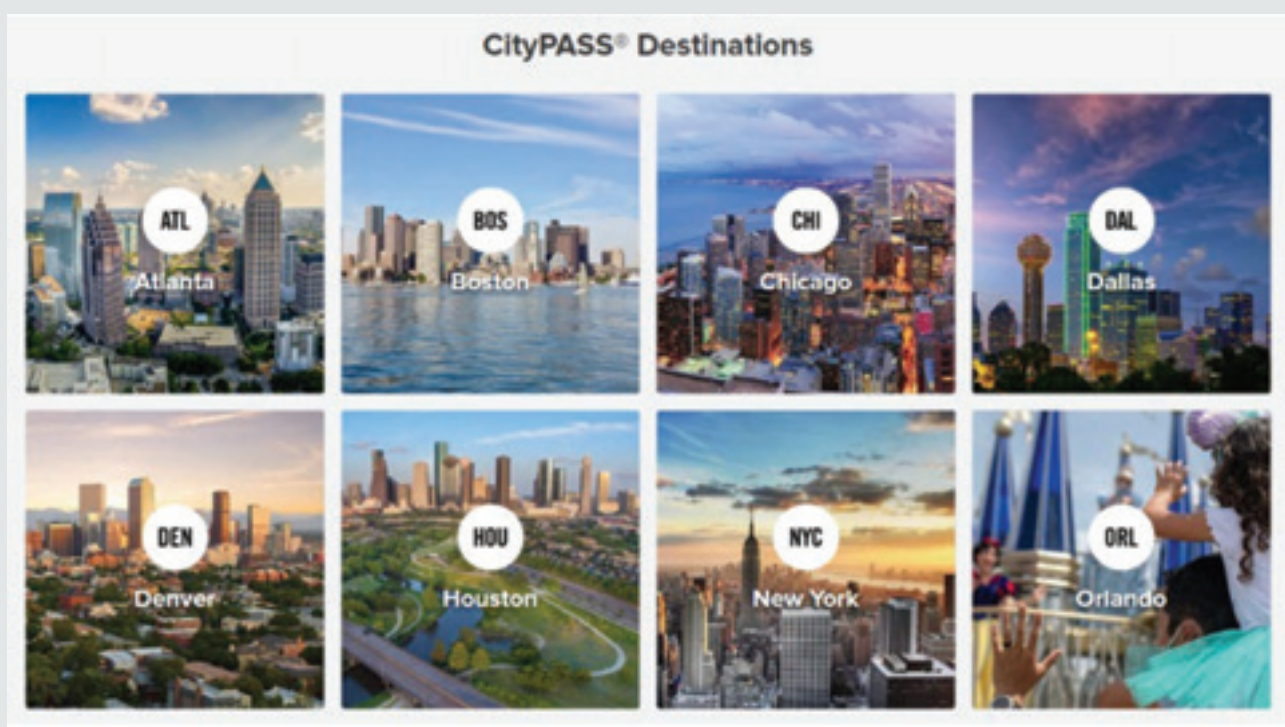 CityPASS® Destinations
ATL
Atlanta
BOS
Boston
CHI
Chicago
DAL
Dallas
DEN
Denver
HOU
Houston
NYC
New York
ORL
Orlando